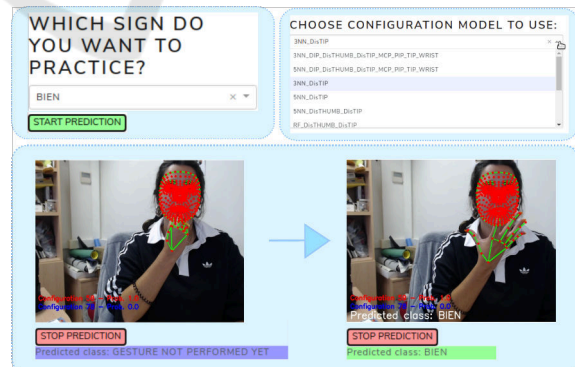 WHICH SIGN DO
YOU WANT TO
PRACTICE?
BIEN
START PREDICTION
CHOOSE CONFIGURATION MODEL TO USE:
3NN_DisTIP
3NN_DIP_DisTHUMB_DisTIP_MCP_PIP_TIP_WRIST
5NN_DIP_DisTHUMB_DisTIP_MCP_PIP_TIP_WRIST
3NN_DisTIP
5NN_DisTIP
5NN_DisTHUMB_DisTIP
RF_DisTHUMB_DisTIP
STOP PREDICTION
Predicted class: GESTURE NOT PERFORMED YET
Predicted class: BIEN
STOP PREDICTION
Predicted class: BIEN